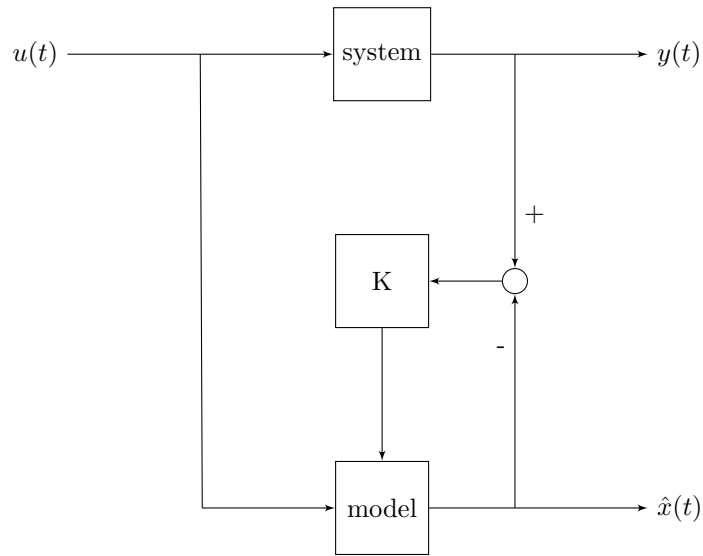 u(t)
system
y(t)
+
K
-
model
x̂(t)